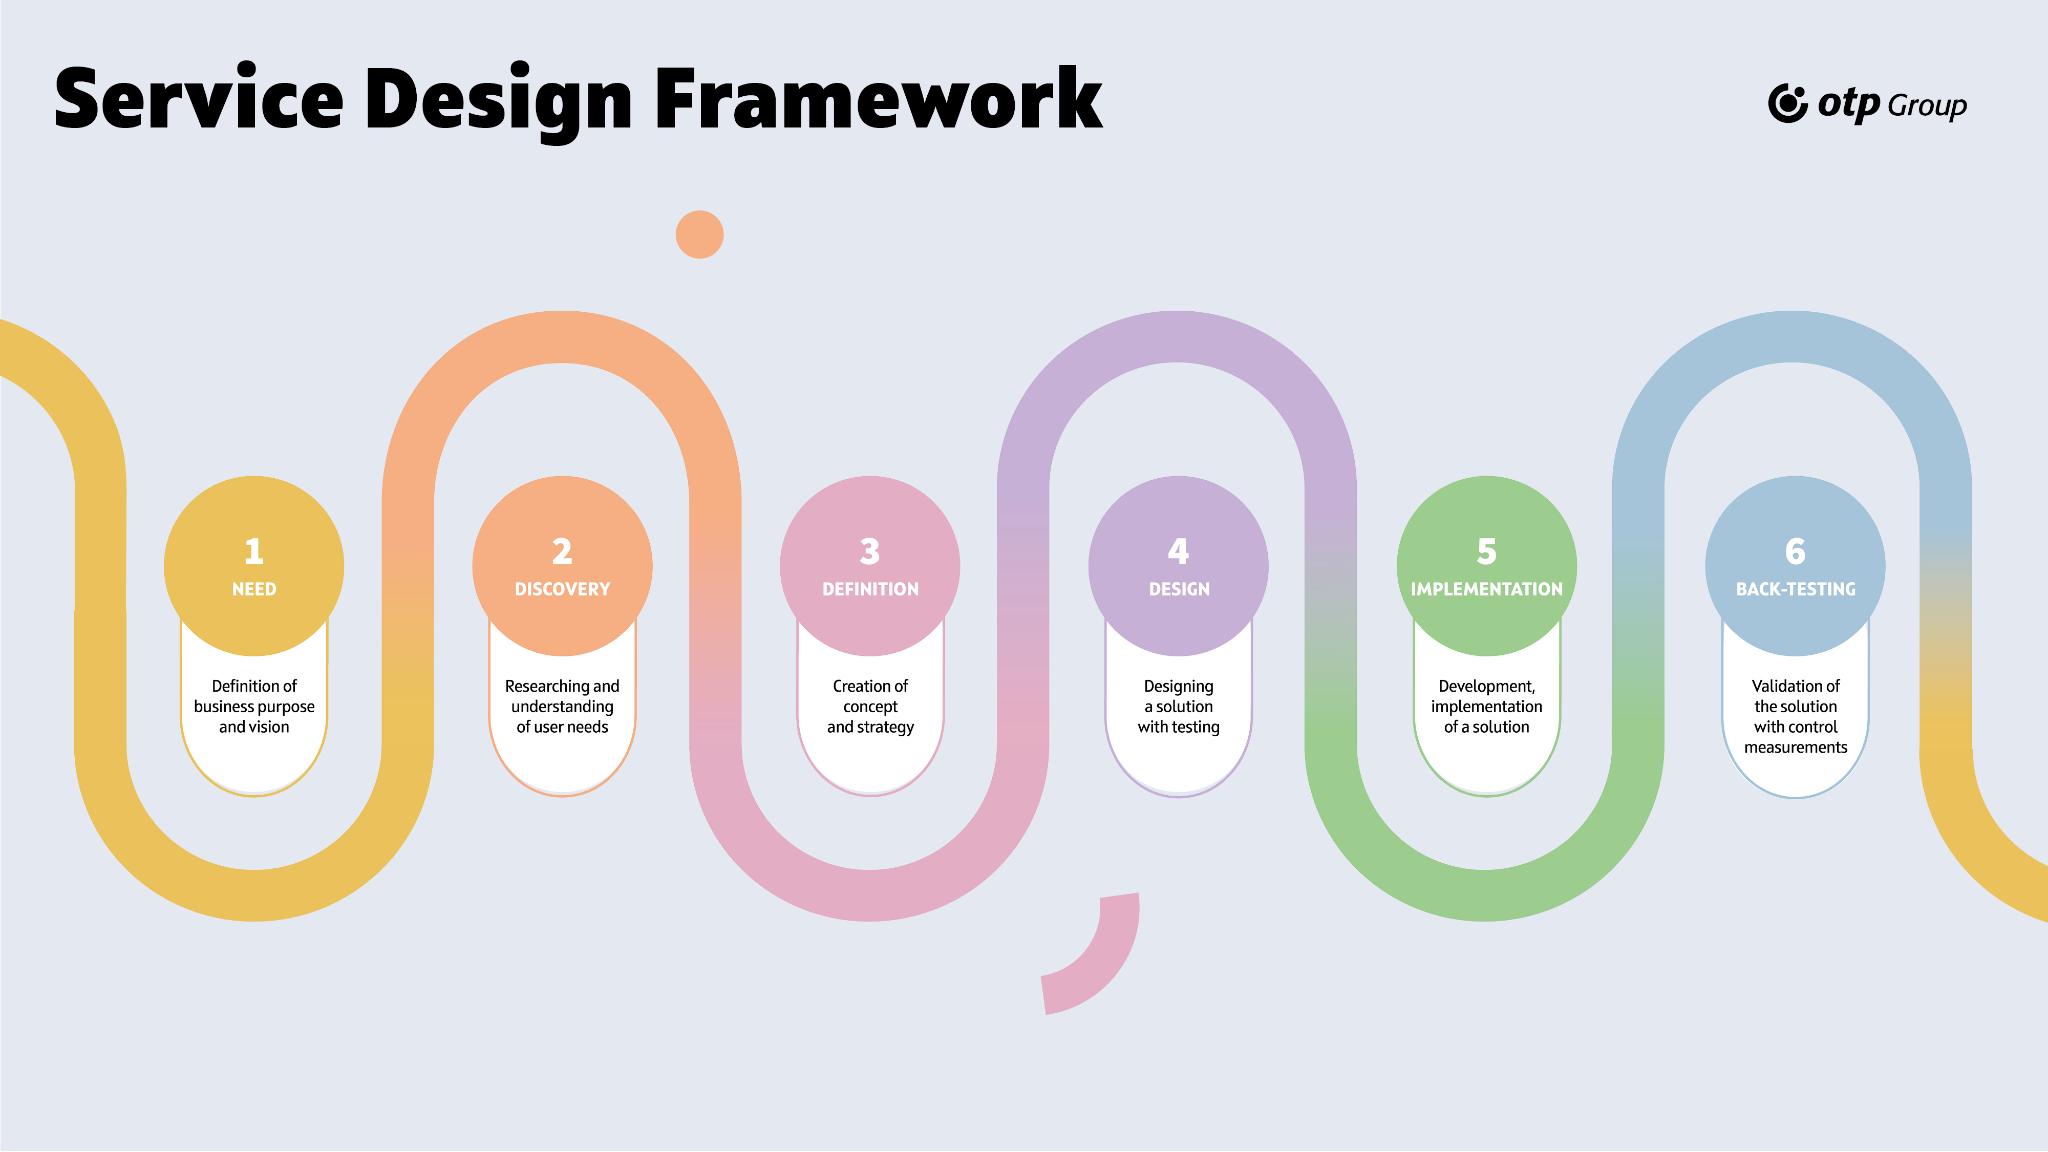 Service Design Framework
otp Group
1
NEED
Definition of
business purpose
and vision
2
DISCOVERY
Researching and
understanding
of user needs
3
DEFINITION
Creation of
concept
and strategy
4
DESIGN
Designing
a solution
with testing
5
IMPLEMENTATION
Development,
implementation
of a solution
6
BACK-TESTING
Validation of
the solution
with control
measurements